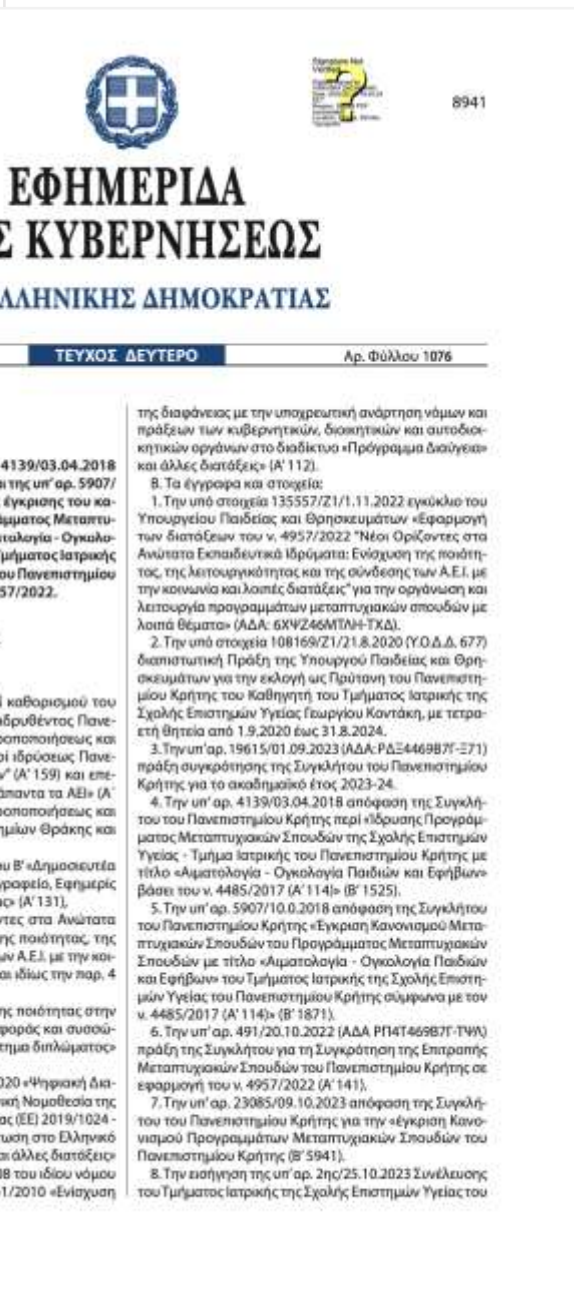 8941
ΕΦΗΜΕΡΙΔΑ
Σ ΚΥΒΕΡΝΗΣΕΩΣ
ΛΛΗΝΙΚΗΣ ΔΗΜΟΚΡΑΤΙΑΣ
ΤΕΥΧΟΣ ΔΕΥΤΕΡΟ
Αρ. Φύλλου 1076
4139/03.04.2018
αι της υπ’ αρ. 5907/
έγκρισης του κα-
άμματος Μεταπτυ-
ατολογία - Ογκολο-
Τμήματος Ιατρικής
ου Πανεπιστημίου
57/2022.
ί καθορισμού του
ιδρυθέντος Πανε-
οποποιήσεως και
ρί ιδρύσεως Πανε-
ν” (Α’ 159) και επε-
άπαντα τα ΑΕΙ» (Α΄
οποποιήσεως και
ημίων Θράκης και
ου Β’ «Δημοσιευτέα
γραφείο, Εφημερίς
ις» (Α’ 131),
ντες στα Ανώτατα
ης ποιότητας, της
ων Α.Ε.Ι. με την κοι-
αι ιδίως την παρ. 4
ης ποιότητας στην
φοράς και συσσώ-
τημα διπλώματος»
020 «Ψηφιακή Δια-
ική Νομοθεσία της
ας (ΕΕ) 2019/1024 -
τωση στο Ελληνικό
αι άλλες διατάξεις»
8 του ιδίου νόμου
1/2010 «Ενίσχυση
της διαφάνειας με την υποχρεωτική ανάρτηση νόμων και
πράξεων των κυβερνητικών, διοικητικών και αυτοδιοι-
κητικών οργάνων στο διαδίκτυο «Πρόγραμμα Διαύγεια»
και άλλες διατάξεις» (Α’ 112).
Β. Τα έγγραφα και στοιχεία:
1. Την υπό στοιχεία 135557/Ζ1/1.11.2022 εγκύκλιο του
Υπουργείου Παιδείας και Θρησκευμάτων «Εφαρμογή
των διατάξεων του ν. 4957/2022 “Νέοι Ορίζοντες στα
Ανώτατα Εκπαιδευτικά Ιδρύματα: Ενίσχυση της ποιότη-
τας, της λειτουργικότητας και της σύνδεσης των Α.Ε.Ι. με
την κοινωνία και λοιπές διατάξεις” για την οργάνωση και
λειτουργία προγραμμάτων μεταπτυχιακών σπουδών με
λοιπά θέματα» (ΑΔΑ: 6ΧΨΖ46ΜΤΛΗ-ΤΧΔ).
2. Την υπό στοιχεία 108169/Ζ1/21.8.2020 (Υ.Ο.Δ.Δ. 677)
διαπιστωτική Πράξη της Υπουργού Παιδείας και Θρη-
σκευμάτων για την εκλογή ως Πρύτανη του Πανεπιστη-
μίου Κρήτης του Καθηγητή του Τμήματος Ιατρικής της
Σχολής Επιστημών Υγείας Γεωργίου Κοντάκη, με τετρα-
ετή θητεία από 1.9.2020 έως 31.8.2024.
3. Την υπ’ αρ. 19615/01.09.2023 (ΑΔΑ: ΡΔΞ4469Β7Γ-Ξ71)
πράξη συγκρότησης της Συγκλήτου του Πανεπιστημίου
Κρήτης για το ακαδημαϊκό έτος 2023-24.
4. Την υπ’ αρ. 4139/03.04.2018 απόφαση της Συγκλή-
του του Πανεπιστημίου Κρήτης περί «Ίδρυσης Προγράμ-
ματος Μεταπτυχιακών Σπουδών της Σχολής Επιστημών
Υγείας - Τμήμα Ιατρικής του Πανεπιστημίου Κρήτης με
τίτλο «Αιματολογία - Ογκολογία Παιδιών και Εφήβων»
βάσει του ν. 4485/2017 (Α’ 114)» (Β’ 1525).
5. Την υπ’ αρ. 5907/10.0.2018 απόφαση της Συγκλήτου
του Πανεπιστημίου Κρήτης «Έγκριση Κανονισμού Μετα-
πτυχιακών Σπουδών του Προγράμματος Μεταπτυχιακών
Σπουδών με τίτλο «Αιματολογία - Ογκολογία Παιδιών
και Εφήβων» του Τμήματος Ιατρικής της Σχολής Επιστη-
μών Υγείας του Πανεπιστημίου Κρήτης σύμφωνα με τον
ν. 4485/2017 (Α’ 114)» (Β’ 1871).
6. Την υπ’ αρ. 491/20.10.2022 (ΑΔΑ ΡΠ4Τ469Β7Γ-ΤΨΛ)
πράξη της Συγκλήτου για τη Συγκρότηση της Επιτροπής
Μεταπτυχιακών Σπουδών του Πανεπιστημίου Κρήτης σε
εφαρμογή του ν. 4957/2022 (Α’ 141).
7. Την υπ’ αρ. 23085/09.10.2023 απόφαση της Συγκλή-
του του Πανεπιστημίου Κρήτης για την «έγκριση Κανο-
νισμού Προγραμμάτων Μεταπτυχιακών Σπουδών του
Πανεπιστημίου Κρήτης (Β’ 5941).
8. Την εισήγηση της υπ’ αρ. 2ης/25.10.2023 Συνέλευσης
του Τμήματος Ιατρικής της Σχολής Επιστημών Υγείας του